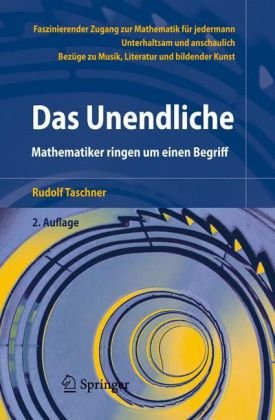 Faszinierender Zugang zur Mathematik für jedermann
Unterhaltsam und anschaulich
Bezüge zu Musik, Literatur und bildender Kunst
Das Unendliche
Mathematiker ringen um einen Begriff
Rudolf Taschner
2. Auflage
Springer